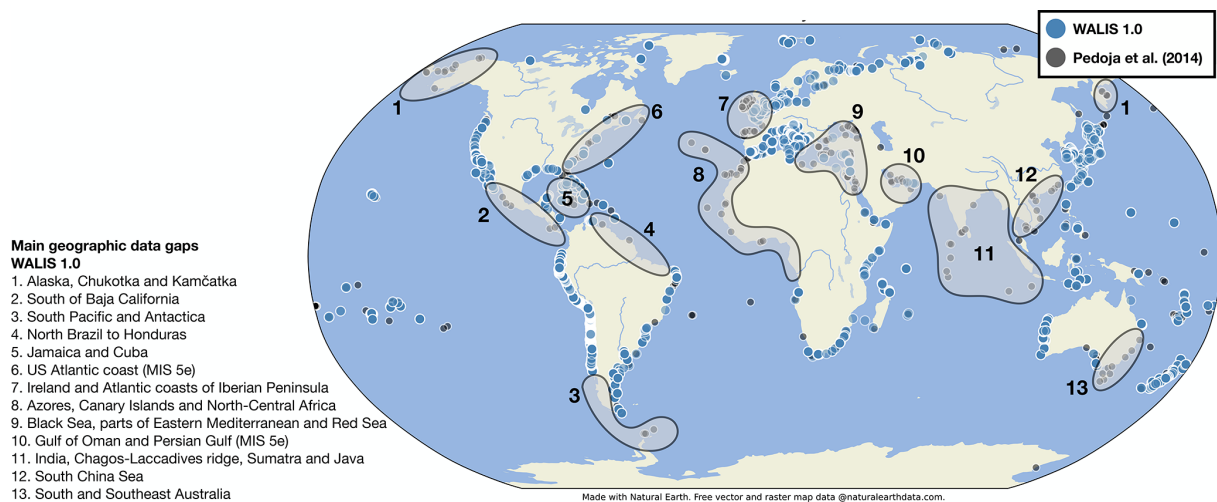 WALIS 1.0
Pedoja et al. (2014)
1
6
7
9
1
8
10
12
5
2
4
11
3
13
Main geographic data gaps
WALIS 1.0
1. Alaska, Chukotka and Kamčatka
2. South of Baja California
3. South Pacific and Antactica
4. North Brazil to Honduras
5. Jamaica and Cuba
6. US Atlantic coast (MIS 5e)
7. Ireland and Atlantic coasts of Iberian Peninsula
8. Azores, Canary Islands and North-Central Africa
9. Black Sea, parts of Eastern Mediterranean and Red Sea
10. Gulf of Oman and Persian Gulf (MIS 5e)
11. India, Chagos-Laccadives ridge, Sumatra and Java
12. South China Sea
13. South and Southeast Australia
Made with Natural Earth. Free vector and raster map data @naturalearthdata.com.